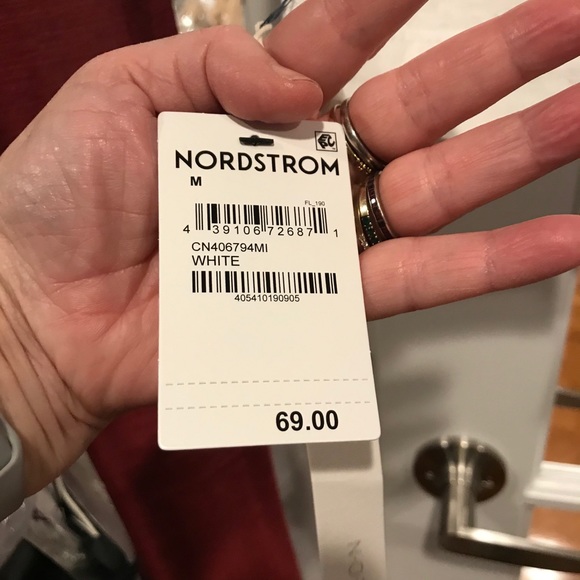 NORDSTROM
M
FL_190
4 39106 72687 1
CN406794MI
WHITE
405410190905
69.00